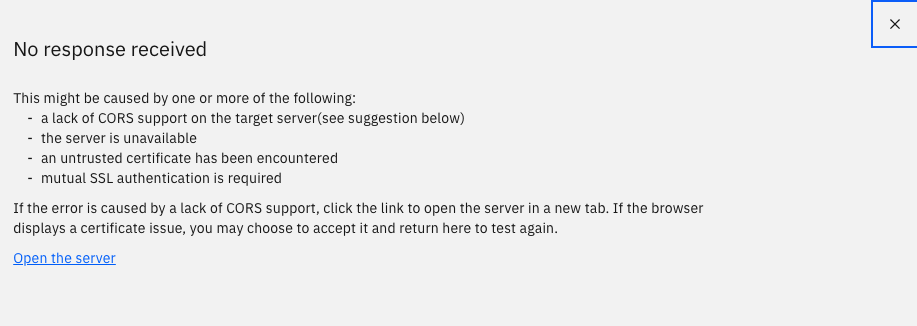 No response received
This might be caused by one or more of the following:
- a lack of CORS support on the target server(see suggestion below)
- the server is unavailable
- an untrusted certificate has been encountered
- mutual SSL authentication is required
If the error is caused by a lack of CORS support, click the link to open the server in a new tab. If the browser
displays a certificate issue, you may choose to accept it and return here to test again.
Open the server